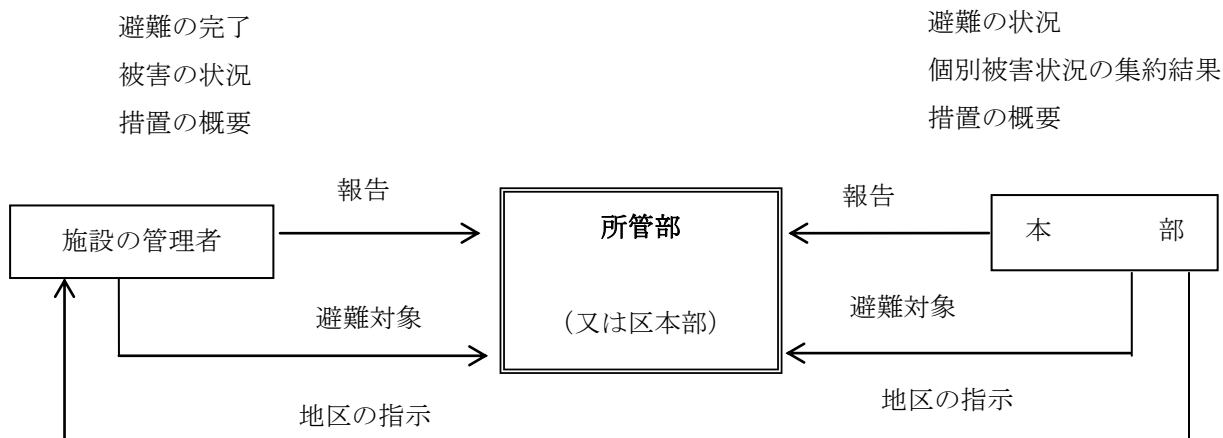 避難の完了
被害の状況
措置の概要
避難の状況
個別被害状況の集約結果
措置の概要
報告
報告
施設の管理者
所管部
(又は区本部)
本 部
避難対象
避難対象
地区の指示
地区の指示